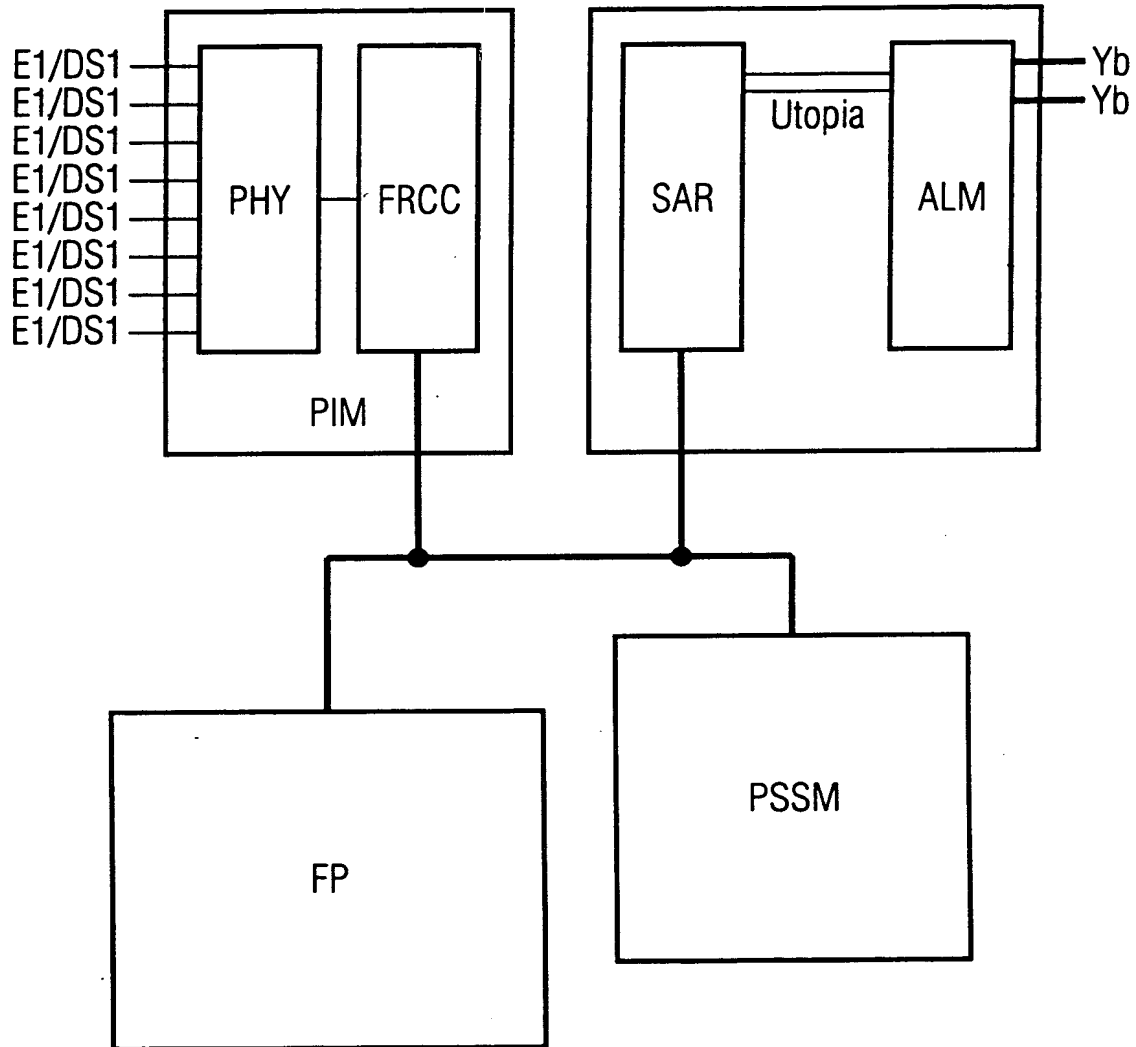 E1/DS1
E1/DS1
E1/DS1
E1/DS1
E1/DS1
E1/DS1
E1/DS1
E1/DS1
PHY
FRCC
PIM
SAR
Utopia
ALM
Yb
Yb
FP
PSSM